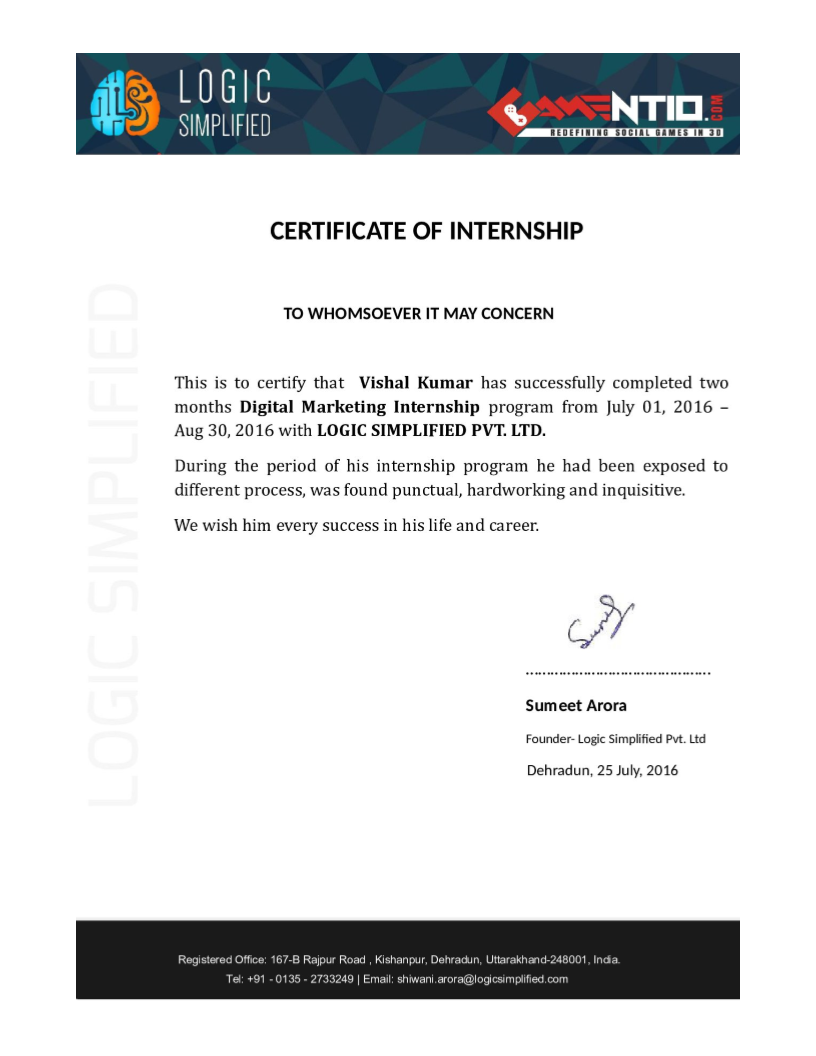 LOGIC
SIMPLIFIED
GAMENTIO.COM
REDEFINING SOCIAL GAMES IN 3D
CERTIFICATE OF INTERNSHIP
TO WHOMSOEVER IT MAY CONCERN
This is to certify that Vishal Kumar has successfully completed two
months Digital Marketing Internship program from July 01, 2016 –
Aug 30, 2016 with LOGIC SIMPLIFIED PVT. LTD.
During the period of his internship program he had been exposed to
different process, was found punctual, hardworking and inquisitive.
We wish him every success in his life and career.
LOGIC SIMPLIFIED
Sumeet
................................................
Sumeet Arora
Founder- Logic Simplified Pvt. Ltd
Dehradun, 25 July, 2016
Registered Office: 167-B Rajpur Road , Kishanpur, Dehradun, Uttarakhand-248001, India.
Tel: +91 - 0135 - 2733249 | Email: shiwani.arora@logicsimplified.com